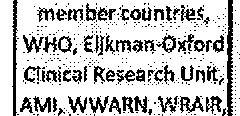 member countries,
WHO, Eijkman-Oxford
Clinical Research Unit,
AMI, WWARN, WRAIR,